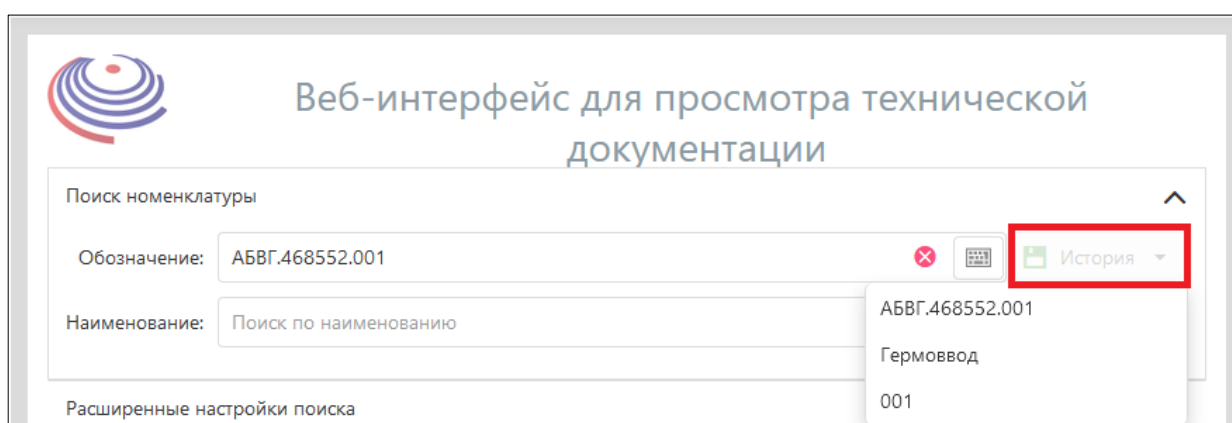 Веб-интерфейс для просмотра технической
документации
Поиск номенклатуры
Обозначение: АБВГ.468552.001 История
АБВГ.468552.001
Наименование: Поиск по наименованию
Гермоввод
001
Расширенные настройки поиска